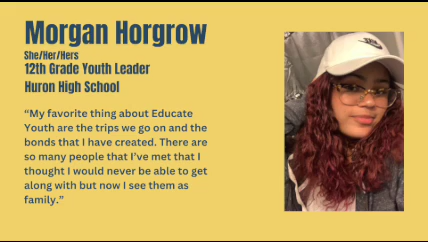 Morgan Horgrow
She/Her/Hers
12th Grade Youth Leader
Huron High School
“My favorite thing about Educate
Youth are the trips we go on and the
bonds that I have created. There are
so many people that I've met that I
thought I would never be able to get
along with but now I see them as
family.”